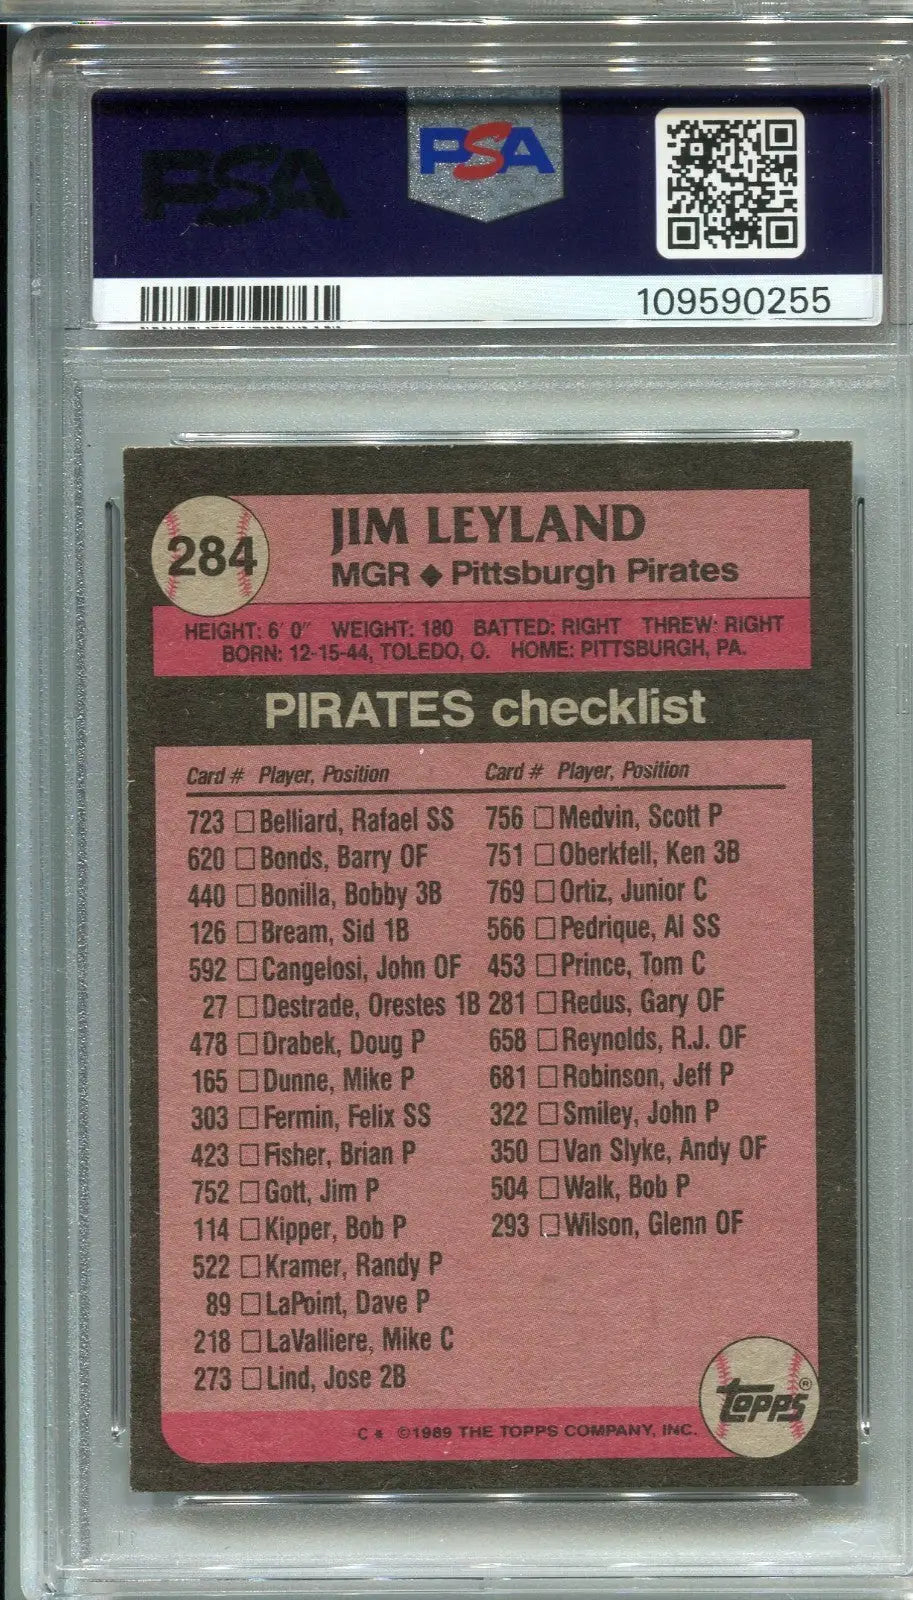 PSA
PSA
109590255
284
JIM LEYLAND
MGR ◆ Pittsburgh Pirates
HEIGHT: 6' 0" WEIGHT: 180 BATTED: RIGHT THREW: RIGHT
BORN: 12-15-44, TOLEDO, O. HOME: PITTSBURGH, PA.
PIRATES checklist
Card # Player, Position
723 □ Belliard, Rafael SS
620 □ Bonds, Barry OF
440 □ Bonilla, Bobby 3B
126 □ Bream, Sid 1B
592 □ Cangelosi, John OF
27 □ Destrade, Orestes 1B
478 □ Drabek, Doug P
165 □ Dunne, Mike P
303 □ Fermin, Felix SS
423 □ Fisher, Brian P
752 □ Gott, Jim P
114 □ Kipper, Bob P
522 □ Kramer, Randy P
89 □ LaPoint, Dave P
218 □ LaValliere, Mike C
273 □ Lind, Jose 2B
Card # Player, Position
756 □ Medvin, Scott P
751 □ Oberkfell, Ken 3B
769 □ Ortiz, Junior C
566 □ Pedrique, Al SS
453 □ Prince, Tom C
281 □ Redus, Gary OF
658 □ Reynolds, R.J. OF
681 □ Robinson, Jeff P
322 □ Smiley, John P
350 □ Van Slyke, Andy OF
504 □ Walk, Bob P
293 □ Wilson, Glenn OF
C * ©1989 THE TOPPS COMPANY, INC.
topps®